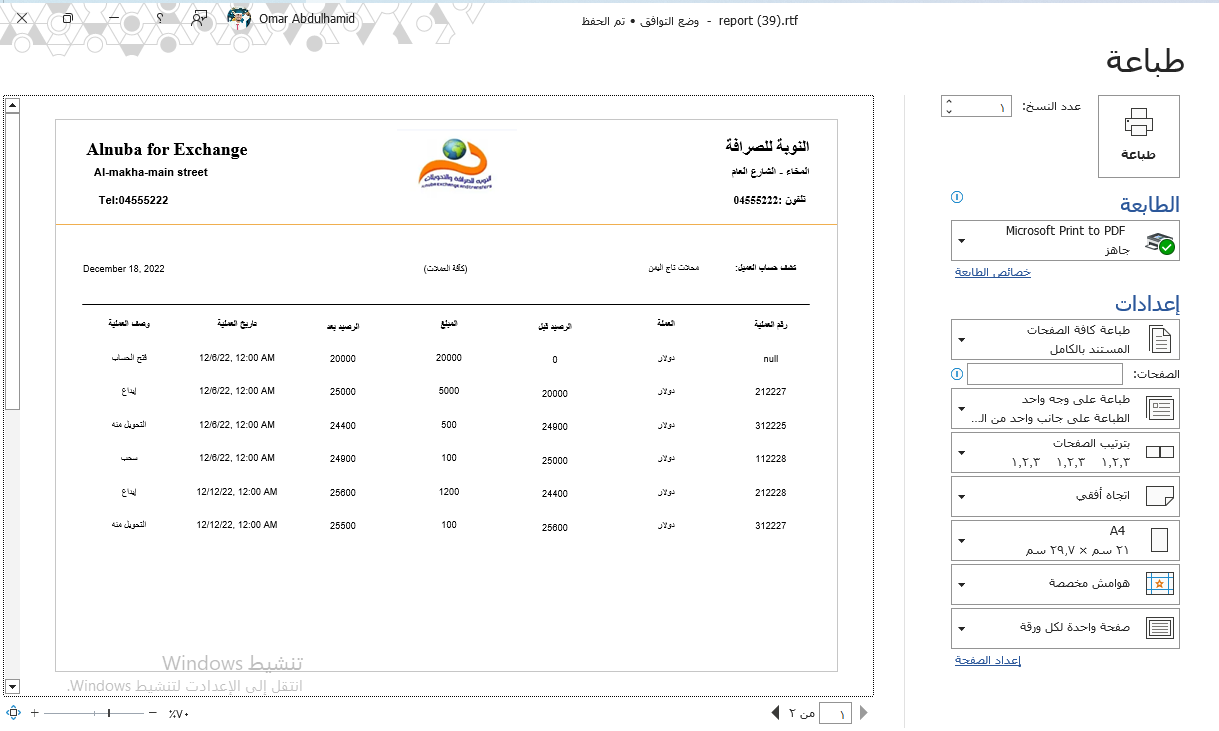 Omar Abdulhamid
report (39).rtf - وضع التوافق • تم الحفظ
طباعة
طباعة
عدد النسخ: ١
الطابعة
Microsoft Print to PDF
جاهز
خصائص الطابعة
إعدادات
طباعة كافة الصفحات
المستند بالكامل
الصفحات:
طباعة على وجه واحد
الطباعة على جانب واحد من ال...
بترتيب الصفحات
١,٢,٣ ١,٢,٣ ١,٢,٣
اتجاه أفقي
A4
٢١ سم × ٢٩,٧ سم
هوامش مخصصة
صفحة واحدة لكل ورقة
إعداد الصفحة
النوبة للصرافة
المخاء - الشارع العام
تلفون :04555222
النوبه للصرافة والتحويلات
Alnuba for Exchange
Al-makha-main street
Tel:04555222
كشف حساب العميل: محلات تاج اليمن (كافة العملات) December 18, 2022
رقم العملية العملة الرصيد قبل المبلغ الرصيد بعد تاريخ العملية وصف العملية
null دولار 0 20000 20000 12/6/22, 12:00 AM فتح الحساب
212227 دولار 20000 5000 25000 12/6/22, 12:00 AM إيداع
312225 دولار 24900 500 24400 12/6/22, 12:00 AM التحويل منه
112228 دولار 25000 100 24900 12/6/22, 12:00 AM سحب
212228 دولار 24400 1200 25600 12/12/22, 12:00 AM إيداع
312227 دولار 25600 100 25500 12/12/22, 12:00 AM التحويل منه
تنشيط Windows
انتقل إلى الإعدادت لتنشيط Windows.
١ من ٢
٧٠٪